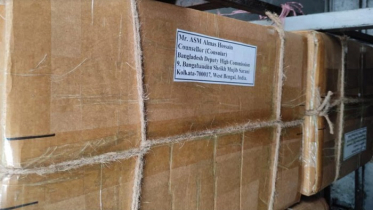 Mr. ASM Almas Hossain
Counsellor (Consular)
Bangladesh Deputy High Commission
9, Bangabandhu Sheikh Mujib Sarani
Kolkata-700017, West Bengal, India.